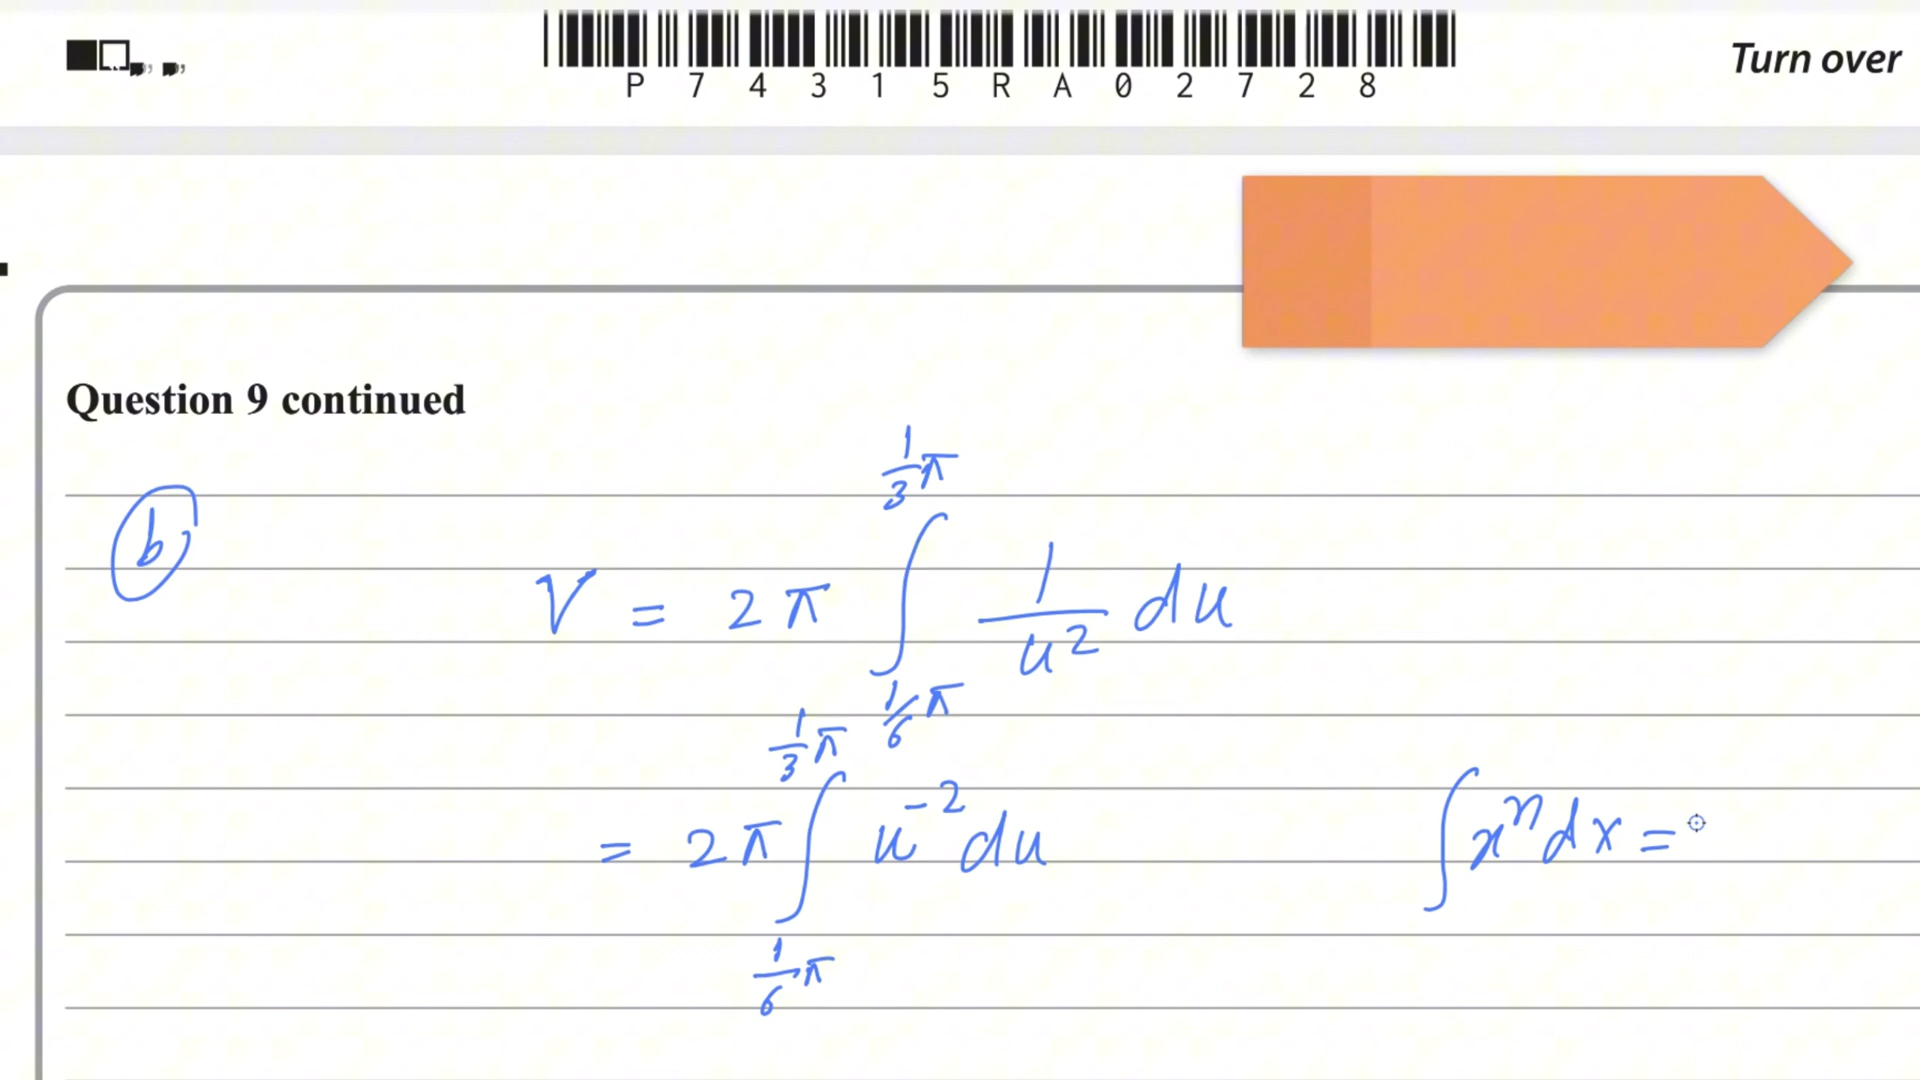 P 7 4 3 1 5 R A 0 2 7 2 8
Turn over
Question 9 continued
b
V = 2π ∫_{1/6 π}^{1/3 π} 1/u² du
= 2π ∫_{1/6 π}^{1/3 π} u⁻² du
∫ xⁿ dx =